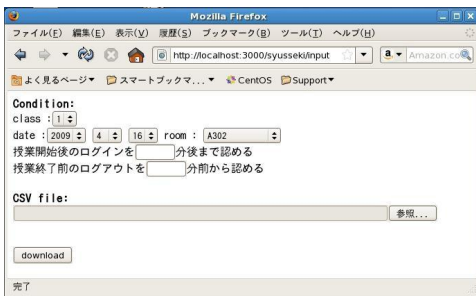 Mozilla Firefox
ファイル(F) 編集(E) 表示(V) 履歴(S) ブックマーク(B) ツール(T) ヘルプ(H)
http://localhost:3000/syusseki/input
Amazon.co
よく見るページ スマートブックマ... CentOS Support
Condition:
class : 1
date : 2009 4 16 room : A302
授業開始後のログインを 分後まで認める
授業終了前のログアウトを 分前から認める
CSV file:
参照...
download
完了